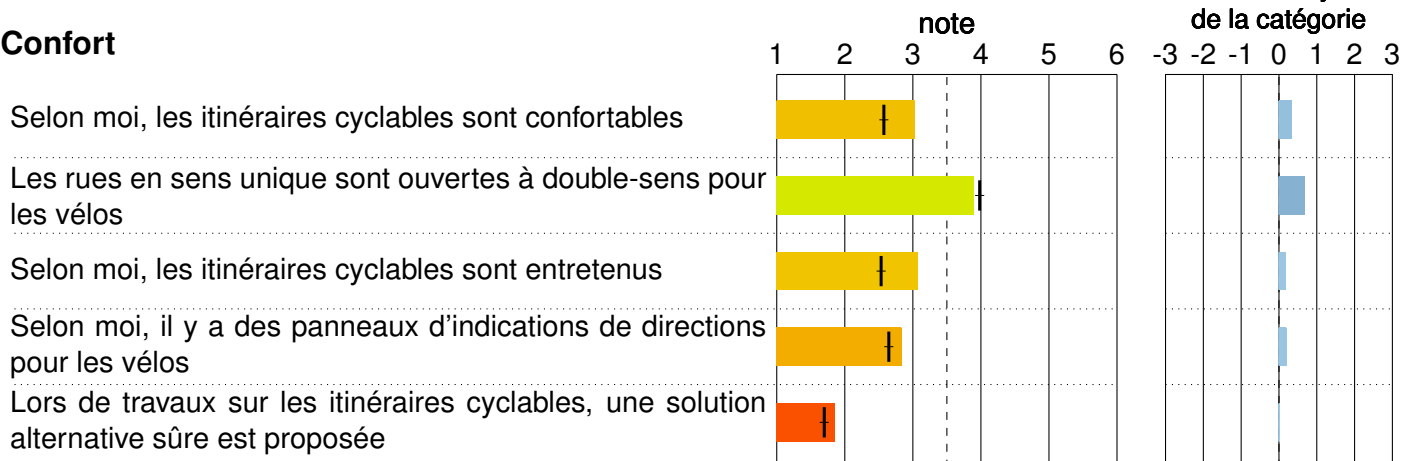 note
de la catégorie
Confort
1 2 3 4 5 6 -3 -2 -1 0 1 2 3
Selon moi, les itinéraires cyclables sont confortables
Les rues en sens unique sont ouvertes à double-sens pour
les vélos
Selon moi, les itinéraires cyclables sont entretenus
Selon moi, il y a des panneaux d'indications de directions
pour les vélos
Lors de travaux sur les itinéraires cyclables, une solution
alternative sûre est proposée